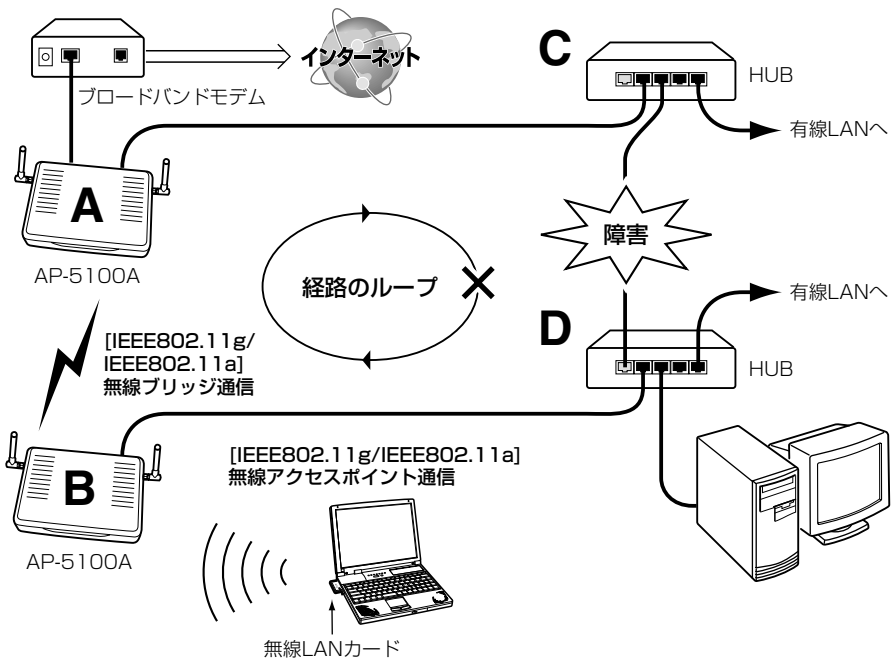 インターネット
C
HUB
ブロードバンドモデム
有線LANへ
A
AP-5100A
障害
経路のループ
有線LANへ
D
HUB
[IEEE802.11g/
IEEE802.11a]
無線ブリッジ通信
[IEEE802.11g/IEEE802.11a]
無線アクセスポイント通信
B
AP-5100A
無線LANカード